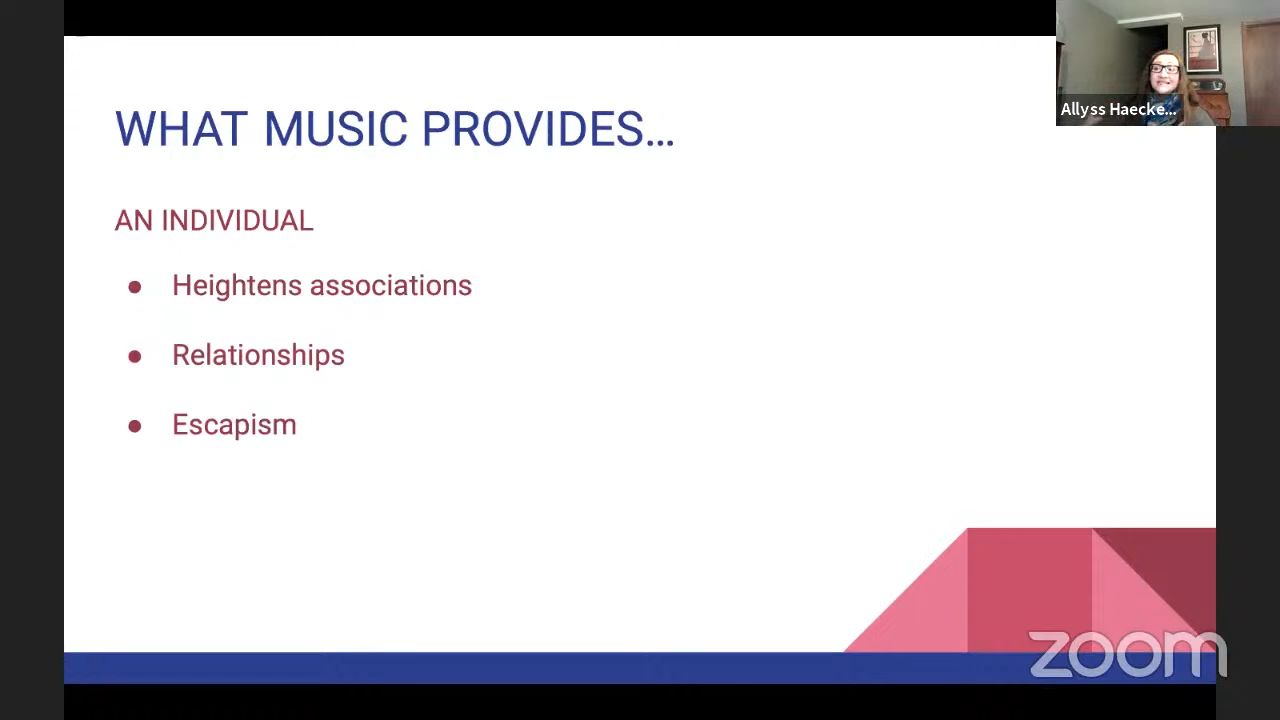 WHAT MUSIC PROVIDES...
Allyss Haecke...
AN INDIVIDUAL
● Heightens associations
● Relationships
● Escapism
zoom